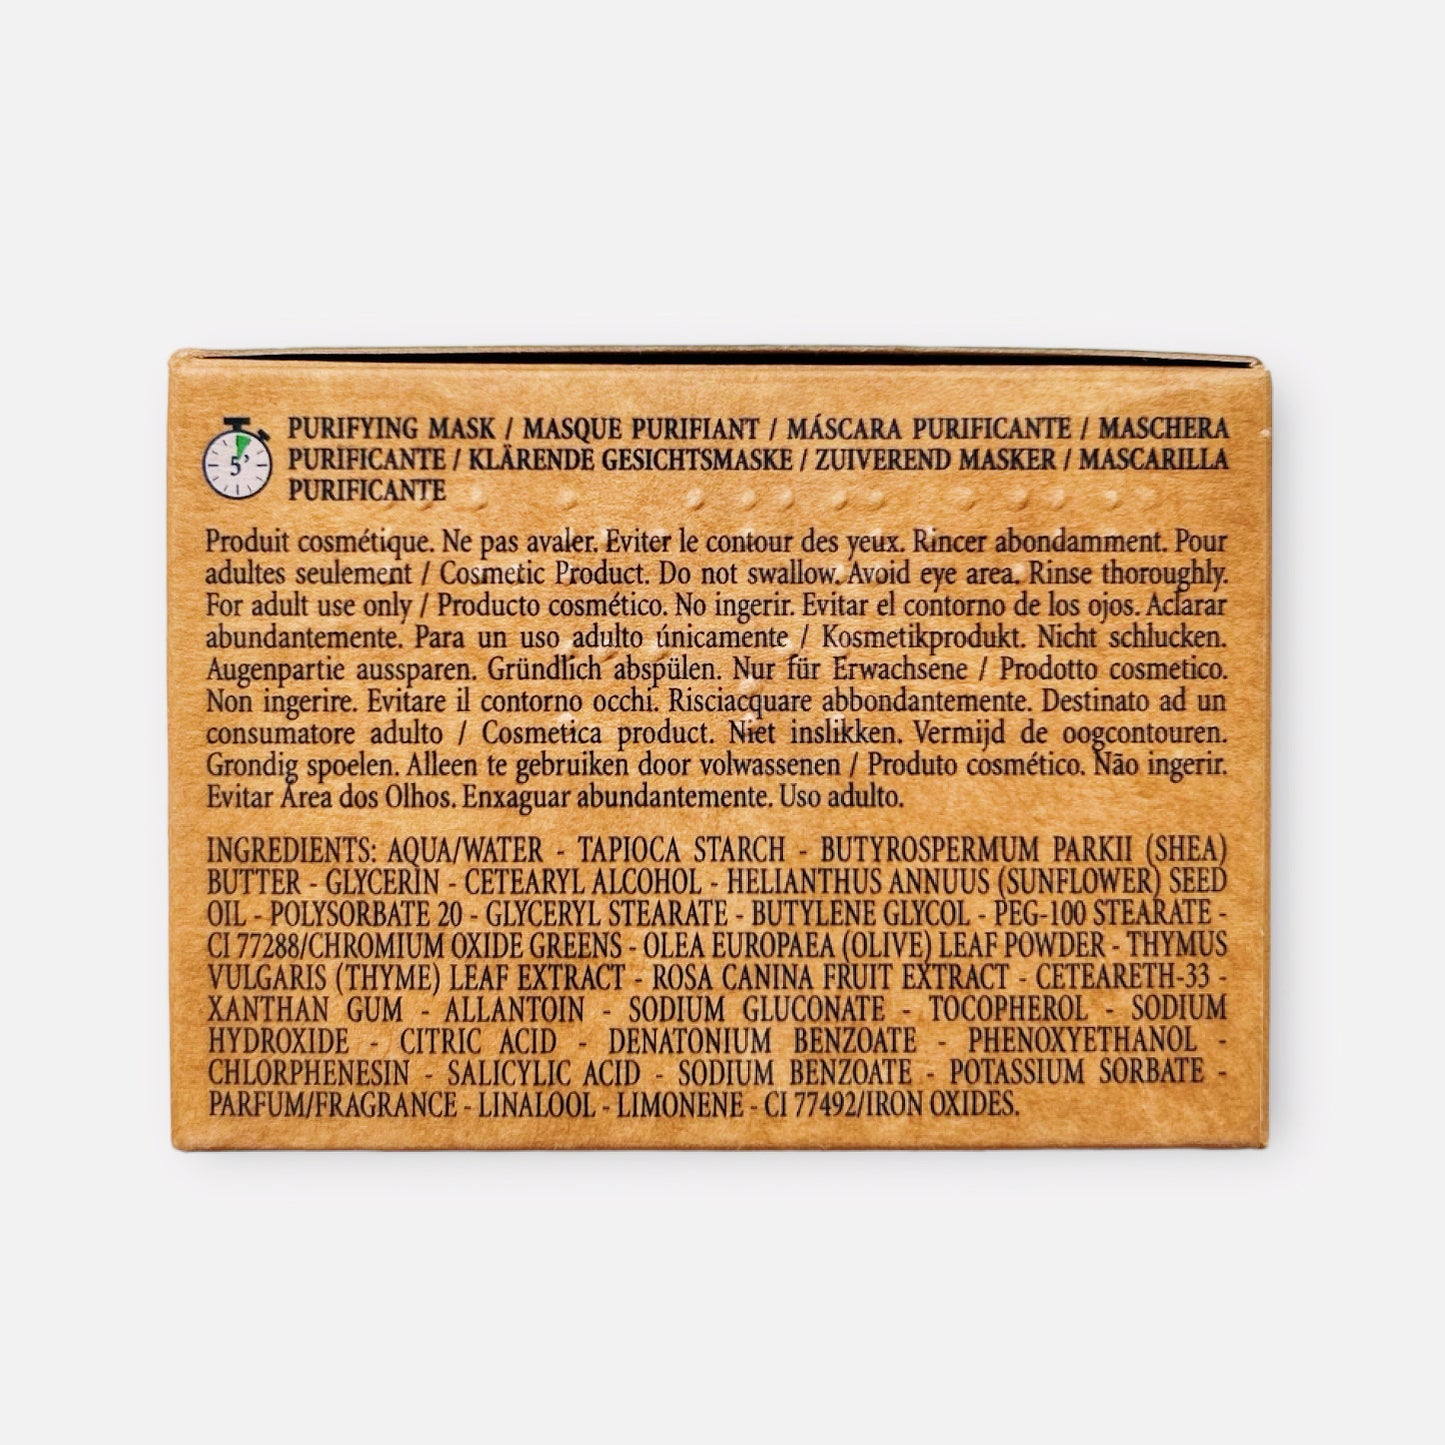 5'
PURIFYING MASK / MASQUE PURIFIANT / MÁSCARA PURIFICANTE / MASCHERA
PURIFICANTE / KLÄRENDE GESICHTSMASKE / ZUIVEREND MASKER / MASCARILLA
PURIFICANTE
Produit cosmétique. Ne pas avaler. Eviter le contour des yeux. Rincer abondamment. Pour
adultes seulement / Cosmetic Product. Do not swallow. Avoid eye area. Rinse thoroughly.
For adult use only / Producto cosmético. No ingerir. Evitar el contorno de los ojos. Aclarar
abundantemente. Para un uso adulto únicamente / Kosmetikprodukt. Nicht schlucken.
Augenpartie aussparen. Gründlich abspülen. Nur für Erwachsene / Prodotto cosmetico.
Non ingerire. Evitare il contorno occhi. Risciacquare abbondantemente. Destinato ad un
consumatore adulto / Cosmetica product. Niet inslikken. Vermijd de oogcontouren.
Grondig spoelen. Alleen te gebruiken door volwassenen / Produto cosmético. Não ingerir.
Evitar Área dos Olhos. Enxaguar abundantemente. Uso adulto.
INGREDIENTS: AQUA/WATER - TAPIOCA STARCH - BUTYROSPERMUM PARKII (SHEA)
BUTTER - GLYCERIN - CETEARYL ALCOHOL - HELIANTHUS ANNUUS (SUNFLOWER) SEED
OIL - POLYSORBATE 20 - GLYCERYL STEARATE - BUTYLENE GLYCOL - PEG-100 STEARATE -
CI 77288/CHROMIUM OXIDE GREENS - OLEA EUROPAEA (OLIVE) LEAF POWDER - THYMUS
VULGARIS (THYME) LEAF EXTRACT - ROSA CANINA FRUIT EXTRACT - CETEARETH-33 -
XANTHAN GUM - ALLANTOIN - SODIUM GLUCONATE - TOCOPHEROL - SODIUM
HYDROXIDE - CITRIC ACID - DENATONIUM BENZOATE - PHENOXYETHANOL -
CHLORPHENESIN - SALICYLIC ACID - SODIUM BENZOATE - POTASSIUM SORBATE -
PARFUM/FRAGRANCE - LINALOOL - LIMONENE - CI 77492/IRON OXIDES.